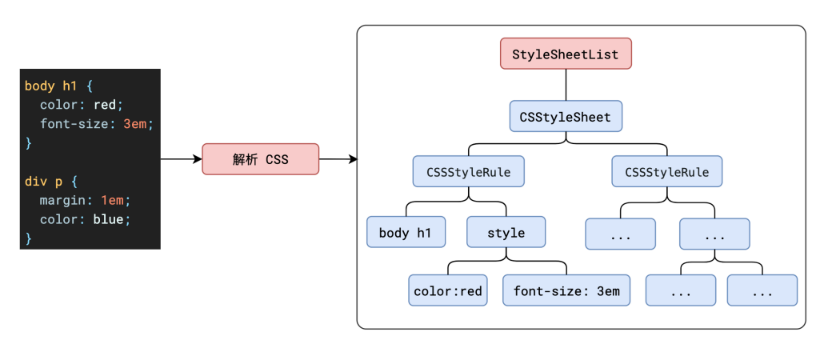 body h1 {
color: red;
font-size: 3em;
}
div p {
margin: 1em;
color: blue;
}
解析 CSS
StyleSheetList
CSStyleSheet
CSSStyleRule
CSSStyleRule
body h1
style
...
...
color:red
font-size: 3em
...
...